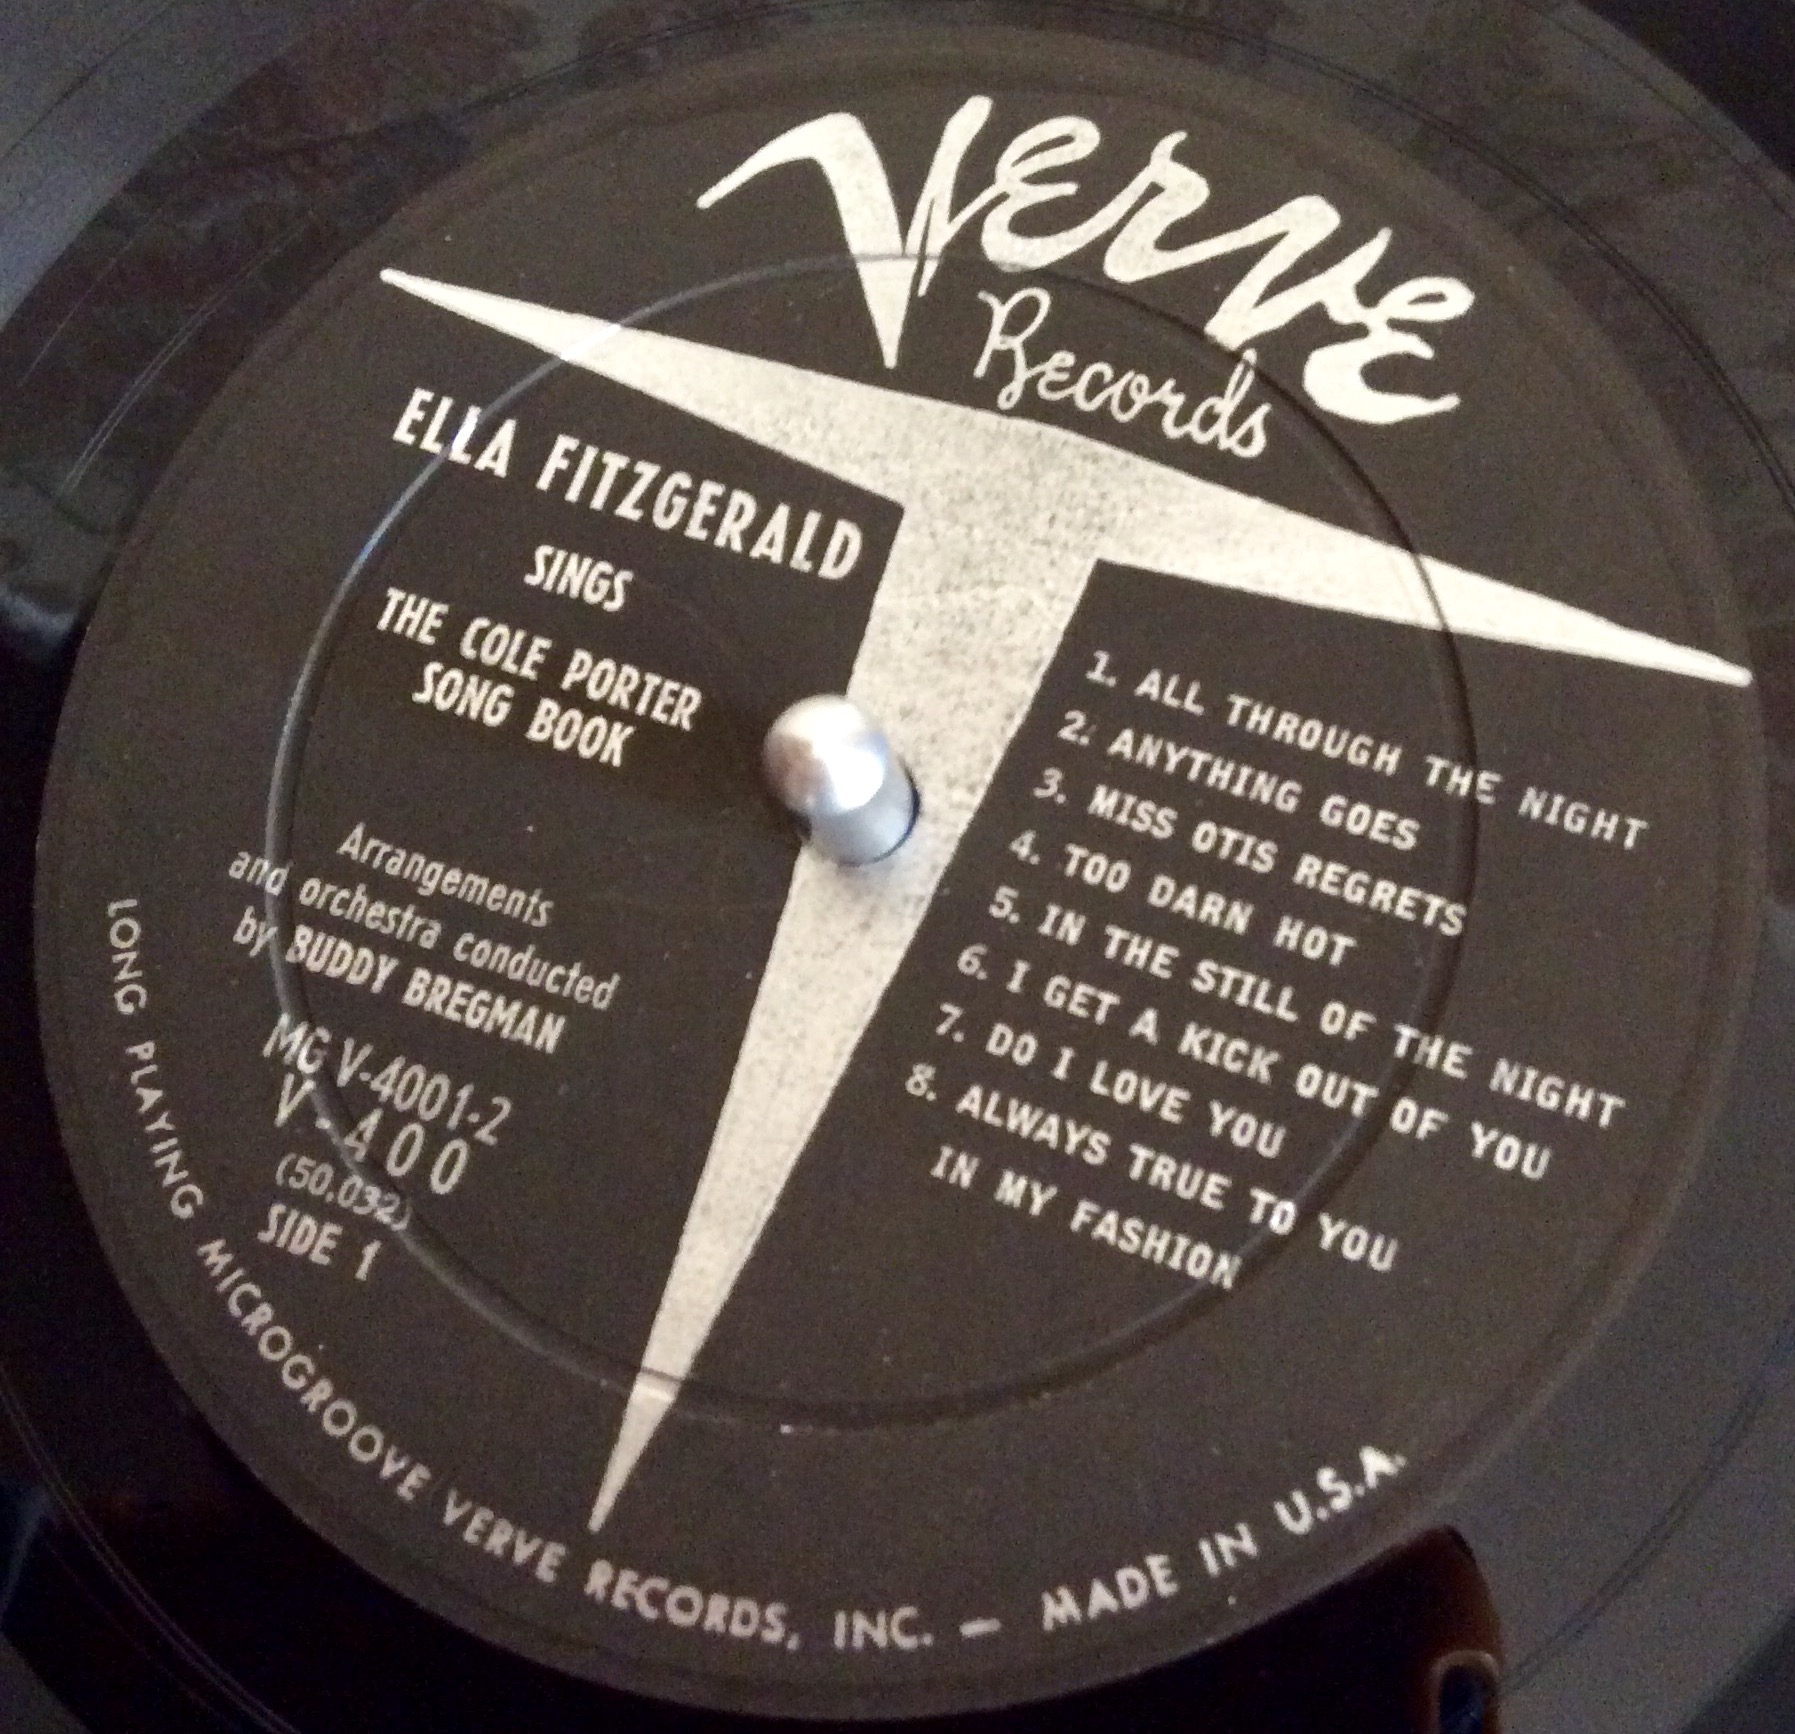 Verve
Records
ELLA FITZGERALD
SINGS
THE COLE PORTER
SONG BOOK
Arrangements
and orchestra conducted
by BUDDY BREGMAN
MG V-4001-2
V-400
(50,032)
SIDE 1
1. ALL THROUGH THE NIGHT
2. ANYTHING GOES
3. MISS OTIS REGRETS
4. TOO DARN HOT
5. IN THE STILL OF THE NIGHT
6. I GET A KICK OUT OF YOU
7. DO I LOVE YOU
8. ALWAYS TRUE TO YOU
IN MY FASHION
LONG PLAYING MICROGROOVE VERVE RECORDS, INC. — MADE IN U.S.A.